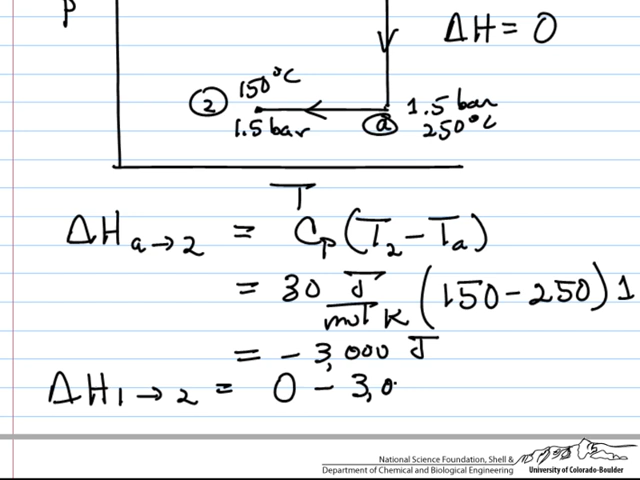 P
ΔH = 0
② 150°C
1.5 bar
ⓐ 1.5 bar
250°C
T
ΔH a→2 = Cp (T2 − Ta)
= 30 J/mol K (150 − 250) 1
= − 3,000 J
ΔH 1→2 = 0 − 3,0
National Science Foundation, Shell &
Department of Chemical and Biological Engineering
University of Colorado-Boulder